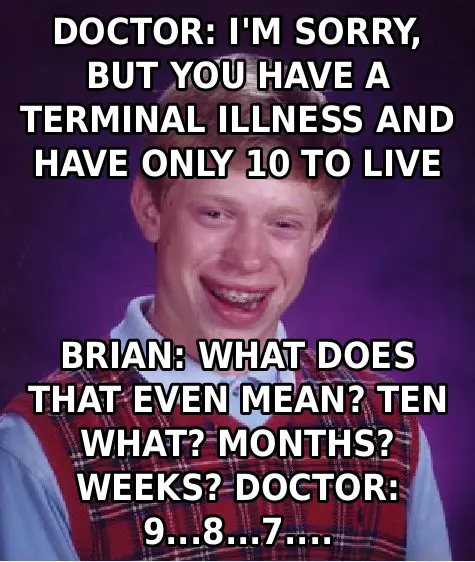 DOCTOR: I'M SORRY,
BUT YOU HAVE A
TERMINAL ILLNESS AND
HAVE ONLY 10 TO LIVE
BRIAN: WHAT DOES
THAT EVEN MEAN? TEN
WHAT? MONTHS?
WEEKS? DOCTOR:
9...8...7....